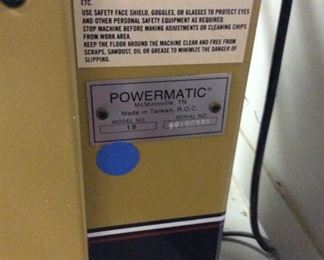 ETC.
USE SAFETY FACE SHIELD, GOGGLES, OR GLASSES TO PROTECT EYES
AND OTHER PERSONAL SAFETY EQUIPMENT AS REQUIRED.
STOP MACHINE BEFORE MAKING ADJUSTMENTS OR CLEANING CHIPS
FROM WORK AREA.
KEEP THE FLOOR AROUND THE MACHINE CLEAN AND FREE FROM
SCRAPS, SAWDUST, OIL OR GREASE TO MINIMIZE THE DANGER OF
SLIPPING.
POWERMATIC®
McMinnville, TN
Made in Taiwan, R.O.C.
MODEL NO. SERIAL NO.
15